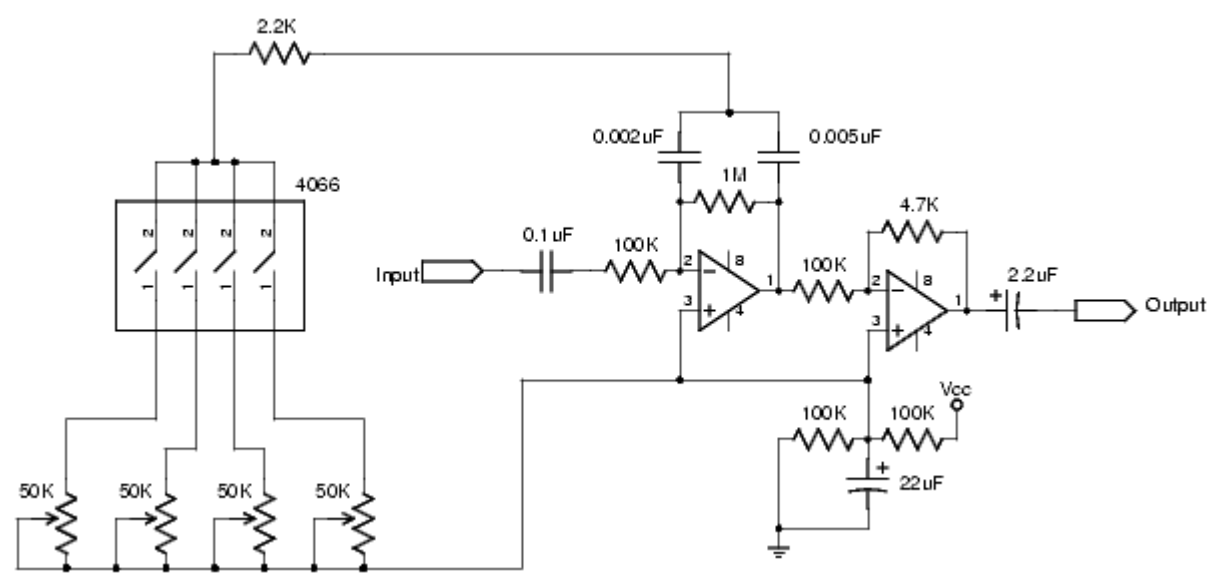 2.2K
0.002uF 0.005uF
1M
4066
4.7K
2 2 2 2
0.1uF 100K
2 8
Input
100K
2.2uF
1
2 8
1 1 1 1
3 4
1
Output
3 4
Vcc
100K 100K
50K 50K 50K 50K
22uF